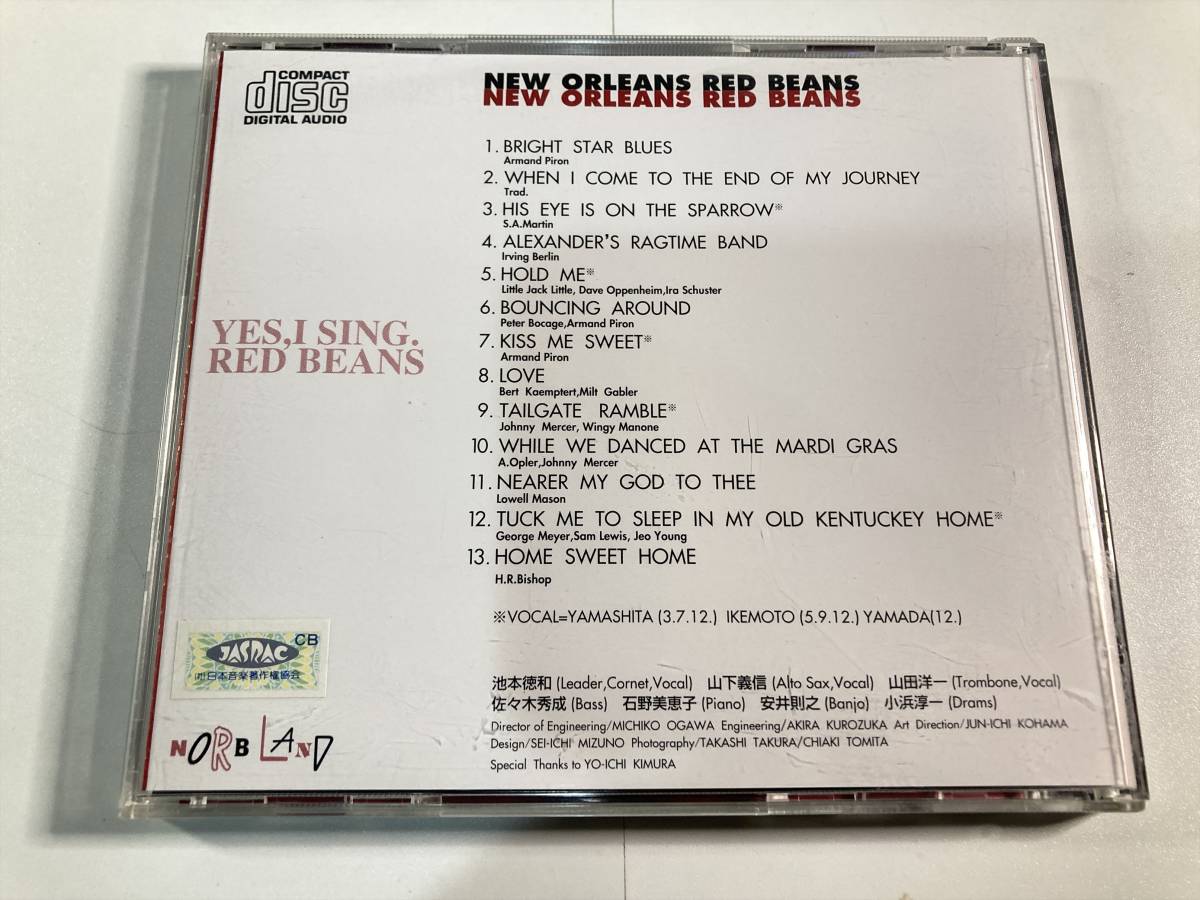 COMPACT
disc
DIGITAL AUDIO
NEW ORLEANS RED BEANS
NEW ORLEANS RED BEANS
1. BRIGHT STAR BLUES
Armand Piron
2. WHEN I COME TO THE END OF MY JOURNEY
Trad.
3. HIS EYE IS ON THE SPARROW※
S.A.Martin
4. ALEXANDER'S RAGTIME BAND
Irving Berlin
5. HOLD ME※
Little Jack Little, Dave Oppenheim,Ira Schuster
6. BOUNCING AROUND
Peter Bocage,Armand Piron
7. KISS ME SWEET※
Armand Piron
8. LOVE
Bert Kaemptert,Milt Gabler
9. TAILGATE RAMBLE※
Johnny Mercer, Wingy Manone
10. WHILE WE DANCED AT THE MARDI GRAS
A.Opler,Johnny Mercer
11. NEARER MY GOD TO THEE
Lowell Mason
12. TUCK ME TO SLEEP IN MY OLD KENTUCKEY HOME※
George Meyer,Sam Lewis, Jeo Young
13. HOME SWEET HOME
H.R.Bishop
※VOCAL=YAMASHITA (3.7.12.) IKEMOTO (5.9.12.) YAMADA(12.)
池本徳和 (Leader,Cornet,Vocal) 山下義信 (Alto Sax,Vocal) 山田洋一 (Trombone,Vocal)
佐々木秀成 (Bass) 石野美恵子 (Piano) 安井則之 (Banjo) 小浜淳一 (Drams)
Director of Engineering/MICHIKO OGAWA Engineering/AKIRA KUROZUKA Art Direction/JUN-ICHI KOHAMA
Design/SEI-ICHI MIZUNO Photography/TAKASHI TAKURA/CHIAKI TOMITA
Special Thanks to YO-ICHI KIMURA
YES,I SING.
RED BEANS
CB
JASRAC
(社)日本音楽著作権協会
NORB LAND